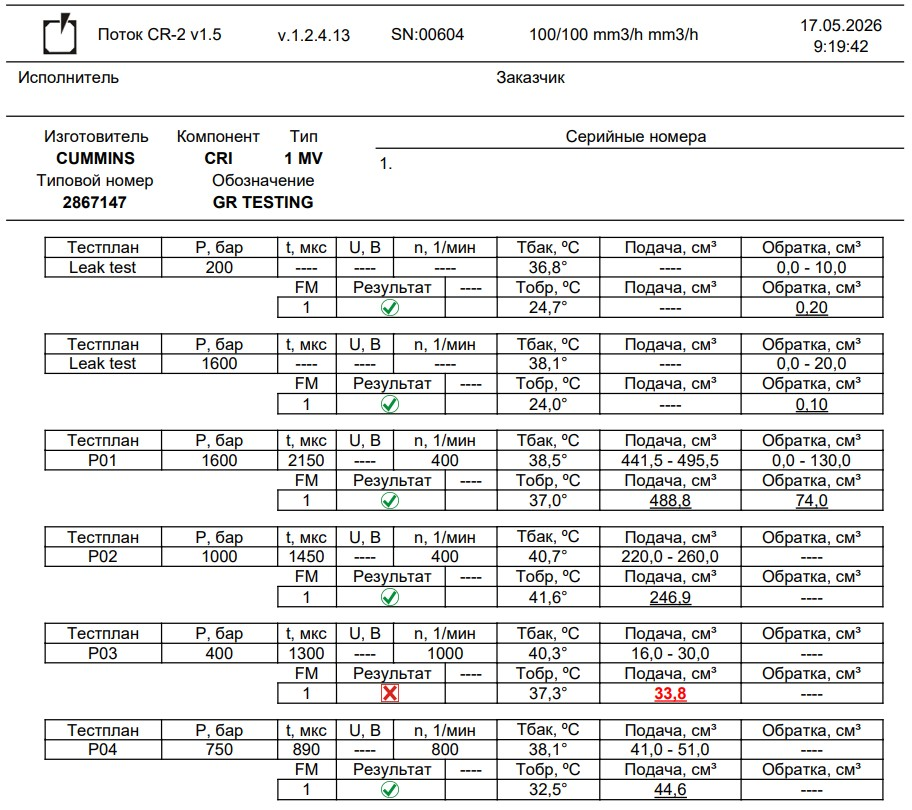 Поток CR-2 v1.5 v.1.2.4.13 SN:00604 100/100 mm3/h mm3/h 17.05.2026
9:19:42
Исполнитель Заказчик
Изготовитель Компонент Тип Серийные номера
CUMMINS CRI 1 MV 1.
Типовой номер Обозначение
2867147 GR TESTING
Тестплан P, бар t, мкс U, В n, 1/мин Тбак, ºC Подача, см³ Обратка, см³
Leak test 200 ---- ---- ---- 36,8° ---- 0,0 - 10,0
FM Результат ---- Тобр, ºC Подача, см³ Обратка, см³
1 24,7° ---- 0,20
Тестплан P, бар t, мкс U, В n, 1/мин Тбак, ºC Подача, см³ Обратка, см³
Leak test 1600 ---- ---- ---- 38,1° ---- 0,0 - 20,0
FM Результат ---- Тобр, ºC Подача, см³ Обратка, см³
1 24,0° ---- 0,10
Тестплан P, бар t, мкс U, В n, 1/мин Тбак, ºC Подача, см³ Обратка, см³
P01 1600 2150 ---- 400 38,5° 441,5 - 495,5 0,0 - 130,0
FM Результат ---- Тобр, ºC Подача, см³ Обратка, см³
1 37,0° 488,8 74,0
Тестплан P, бар t, мкс U, В n, 1/мин Тбак, ºC Подача, см³ Обратка, см³
P02 1000 1450 ---- 400 40,7° 220,0 - 260,0 ----
FM Результат ---- Тобр, ºC Подача, см³ Обратка, см³
1 41,6° 246,9 ----
Тестплан P, бар t, мкс U, В n, 1/мин Тбак, ºC Подача, см³ Обратка, см³
P03 400 1300 ---- 1000 40,3° 16,0 - 30,0 ----
FM Результат ---- Тобр, ºC Подача, см³ Обратка, см³
1 37,3° 33,8 ----
Тестплан P, бар t, мкс U, В n, 1/мин Тбак, ºC Подача, см³ Обратка, см³
P04 750 890 ---- 800 38,1° 41,0 - 51,0 ----
FM Результат ---- Тобр, ºC Подача, см³ Обратка, см³
1 32,5° 44,6 ----